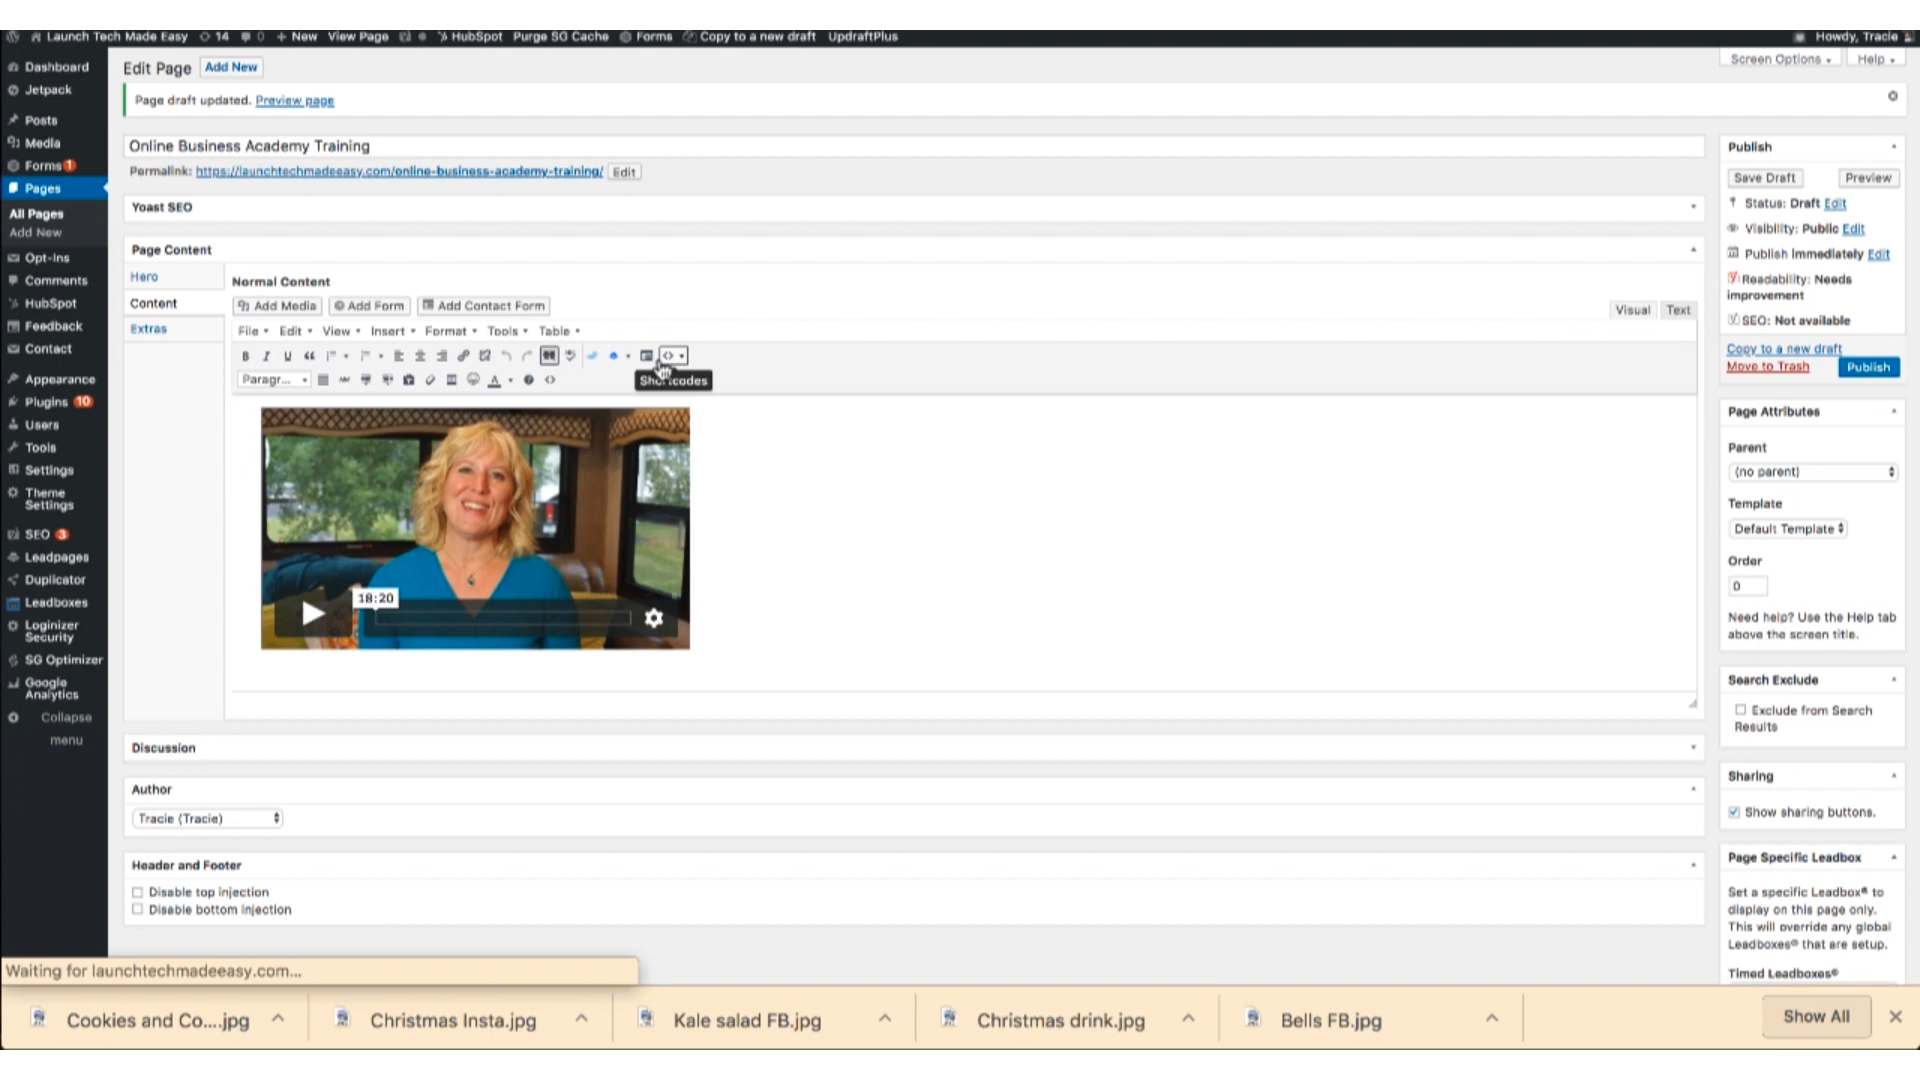 Launch Tech Made Easy 14 0 + New View Page HubSpot Purge SG Cache Forms Copy to a new draft UpdraftPlus Howdy, Tracie
Dashboard
Jetpack
Posts
Media
Forms 1
Pages
All Pages
Add New
Opt-Ins
Comments
HubSpot
Feedback
Contact
Appearance
Plugins 10
Users
Tools
Settings
Theme
Settings
SEO 3
Leadpages
Duplicator
Leadboxes
Loginizer
Security
SG Optimizer
Google
Analytics
Collapse
menu
Edit Page Add New
Screen Options Help
Page draft updated. Preview page
Online Business Academy Training
Permalink: https://launchtechmadeeasy.com/online-business-academy-training/ Edit
Yoast SEO
Page Content
Hero
Content
Extras
Normal Content
Add Media Add Form Add Contact Form
Visual Text
File Edit View Insert Format Tools Table
B I U
Paragr...
A
18:20
Discussion
Author
Tracie (Tracie)
Header and Footer
Disable top injection
Disable bottom injection
Publish
Save Draft Preview
Status: Draft Edit
Visibility: Public Edit
Publish immediately Edit
Readability: Needs
improvement
SEO: Not available
Copy to a new draft
Move to Trash Publish
Page Attributes
Parent
(no parent)
Template
Default Template
Order
0
Need help? Use the Help tab
above the screen title.
Search Exclude
Exclude from Search
Results
Sharing
Show sharing buttons.
Page Specific Leadbox
Set a specific Leadbox® to
display on this page only.
This will override any global
Leadboxes® that are setup.
Timed Leadboxes®
Waiting for launchtechmadeeasy.com...
Cookies and Co....jpg Christmas Insta.jpg Kale salad FB.jpg Christmas drink.jpg Bells FB.jpg Show All